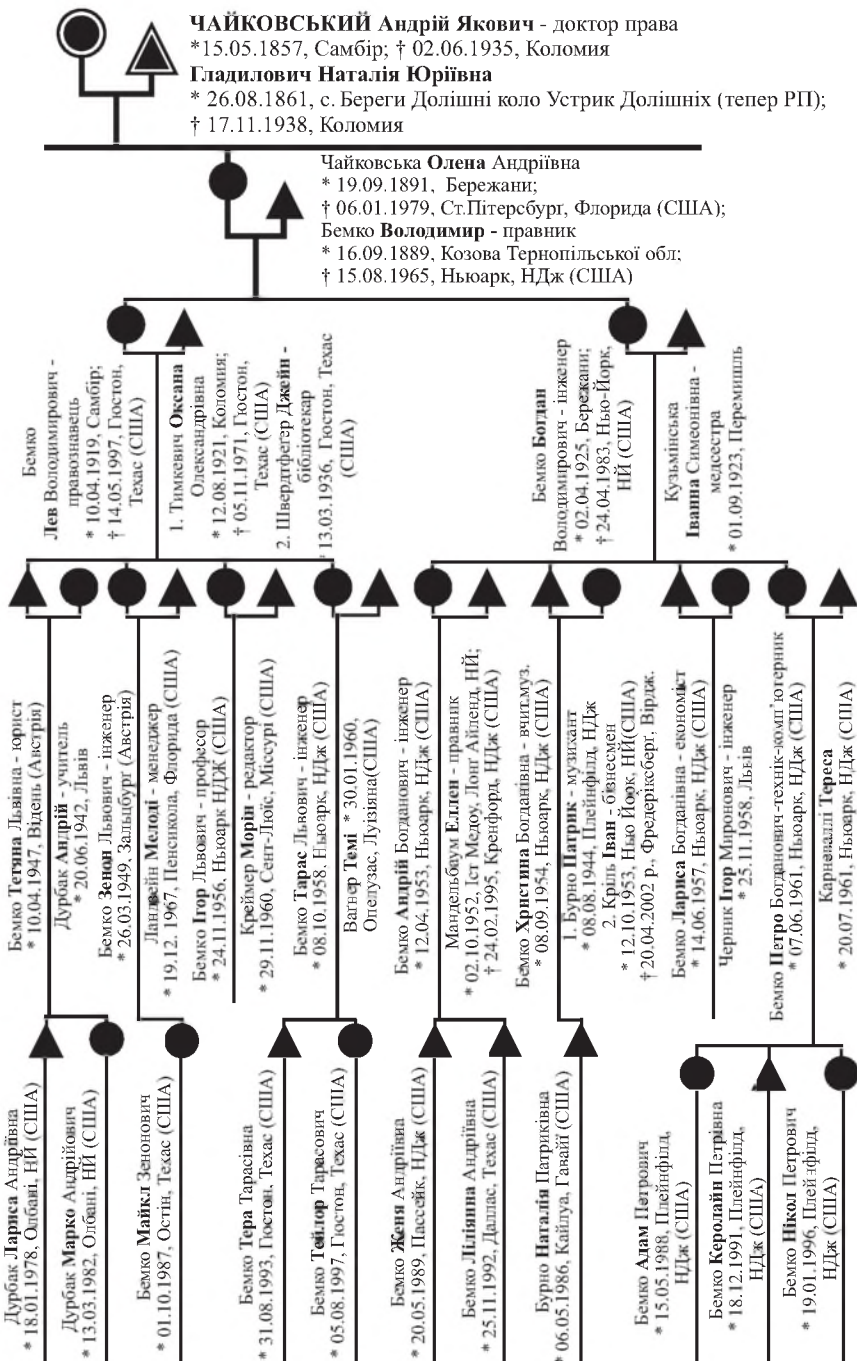 ЧАЙКОВСЬКИЙ Андрій Якович - доктор права
*15.05.1857, Самбір; † 02.06.1935, Коломия
Гладилович Наталія Юріївна
* 26.08.1861, с. Береги Долішні коло Устрик Долішніх (тепер РП);
† 17.11.1938, Коломия
Чайковська Олена Андріївна
* 19.09.1891, Бережани;
† 06.01.1979, Ст.Пітерсбург, Флорида (США);
Бемко Володимир - правник
* 16.09.1889, Козова Тернопільської обл;
† 15.08.1965, Ньюарк, НДж (США)
Бемко
Лев Володимирович -
правознавець
* 10.04.1919, Самбір;
† 14.05.1997, Гюстон,
Техас (США)
1. Тимкевич Оксана
Олександрівна
* 12.08.1921, Коломия;
† 05.11.1971, Гюстон,
Техас (США)
2. Швердтфегер Джейн -
бібліотекар
* 13.03.1936, Гюстон, Техас
(США)
Бемко Богдан
Володимирович - інженер
* 02.04.1925, Бережани;
† 24.04.1983, Нью-Йорк,
НЙ (США)
Кузьмінська
Іванна Симеонівна -
медсестра
* 01.09.1923, Перемишль
Бемко Тетяна Львівна - юрист
* 10.04.1947, Відень (Австрія)
Дурбак Андрій - учитель
* 20.06.1942, Львів
Бемко Зенон Львович - інженер
* 26.03.1949, Зальцбург (Австрія)
Мелоді - менеджер
* 19.12. 1967, Пенсикола, Флорида (США)
Бемко Ігор Львович - професор
* 24.11.1956, Ньюарк НДЖ (США)
Креймер Морін - редактор
* 29.11.1960, Сент-Люїс, Міссурі (США)
Бемко Тарас Львович - інженер
* 08.10.1958, Ньюарк, НДж (США)
Вагнер Темі * 30.01.1960,
Опелузас, Луїзіяна(США)
Бемко Андрій Богданович - інженер
* 12.04.1953, Ньюарк, НДж (США)
Мандельбаум Еллен - правник
* 02.10.1952, Іст Медоу, Лонг Айленд, НЙ;
† 24.02.1995, Кренфорд, НДж (США)
Бемко Христина Богданівна - вчит.муз.
* 08.09.1954, Ньюарк, НДж (США)
1. Бурно Патрик - музикант
* 08.08.1944, Плейнфілд, НДж
2. Кріль Іван - бізнесмен
* 12.10.1953, Нью Йорк, НЙ(США)
† 20.04.2002 р., Фредеріксберг, Вірдж.
Бемко Лариса Богданівна - економіст
* 14.06.1957, Ньюарк, НДж (США)
Черник Ігор Миронович - інженер
* 25.11.1958, Львів
Бемко Петро Богданович-технік-комп'ютерник
* 07.06.1961, Ньюарк, НДж (США)
Карневаллі Тереса
* 20.07.1961, Ньюарк, НДж (США)
Дурбак Лариса Андріївна
* 18.01.1978, Олбані, НЙ (США)
Дурбак Марко Андрійович
* 13.03.1982, Олбані, НЙ (США)
Бемко Майкл Зенонович
* 01.10.1987, Остін, Техас (США)
Бемко Тера Тарасівна
* 31.08.1993, Гюстон, Техас (США)
Бемко Тейлор Тарасович
* 05.08.1997, Гюстон, Техас (США)
Бемко Женя Андріївна
* 20.05.1989, Пассейк, НДж (США)
Бемко Ліліянна Андріївна
* 25.11.1992, Даллас, Техас (США)
Бурно Наталія Патриківна
* 06.05.1986, Кайлуа, Гаваїї (США)
Бемко Адам Петрович
* 15.05.1988, Плейнфілд,
НДж (США)
Бемко Керолайн Петрівна
* 18.12.1991, Плейнфілд,
НДж (США)
Бемко Нікол Петрович
* 19.01.1996, Плейнфілд,
НДж (США)